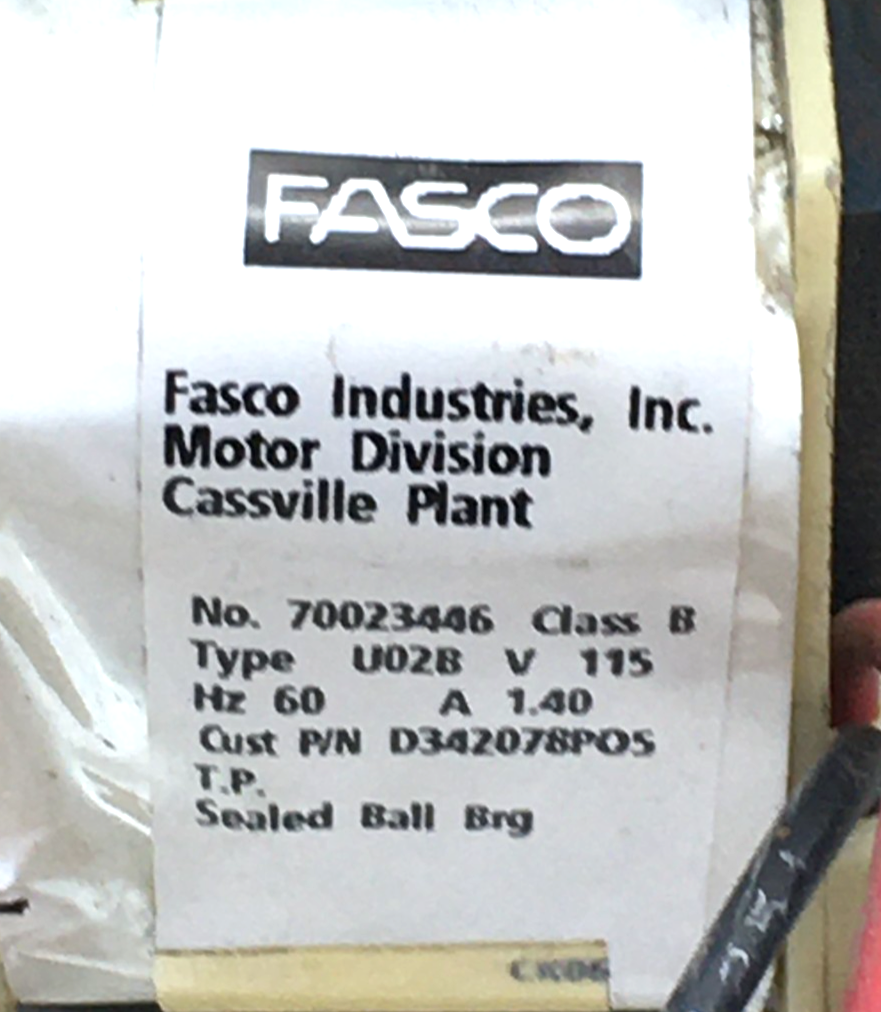 FASCO
Fasco Industries, Inc.
Motor Division
Cassville Plant
No. 70023446 Class B
Type U02B V 115
Hz 60 A 1.40
Cust P/N D342078P05
T.P.
Sealed Ball Brg